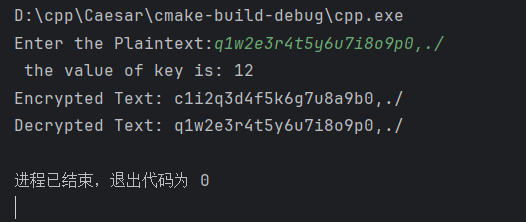 D:\cpp\Caesar\cmake-build-debug\cpp.exe
Enter the Plaintext:q1w2e3r4t5y6u7i8o9p0,./
 the value of key is: 12
Encrypted Text: c1i2q3d4f5k6g7u8a9b0,./
Decrypted Text: q1w2e3r4t5y6u7i8o9p0,./
进程已结束，退出代码为 0